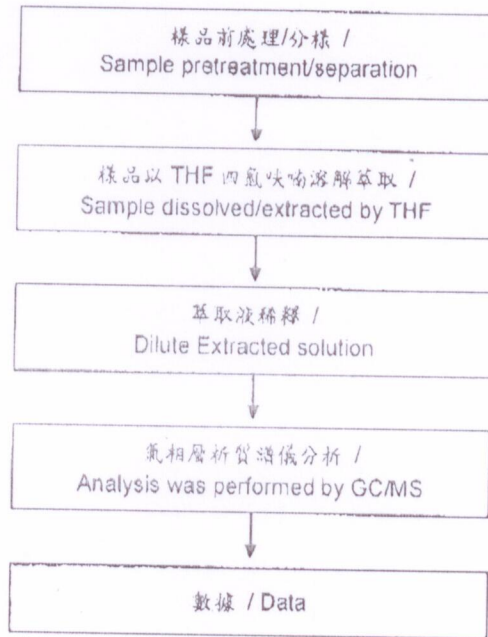 樣品前處理/分樣 /
Sample pretreatment/separation
樣品以 THF 四氫呋喃溶解萃取 /
Sample dissolved/extracted by THF
萃取液稀釋 /
Dilute Extracted solution
氣相層析質譜儀分析 /
Analysis was performed by GC/MS
數據 / Data